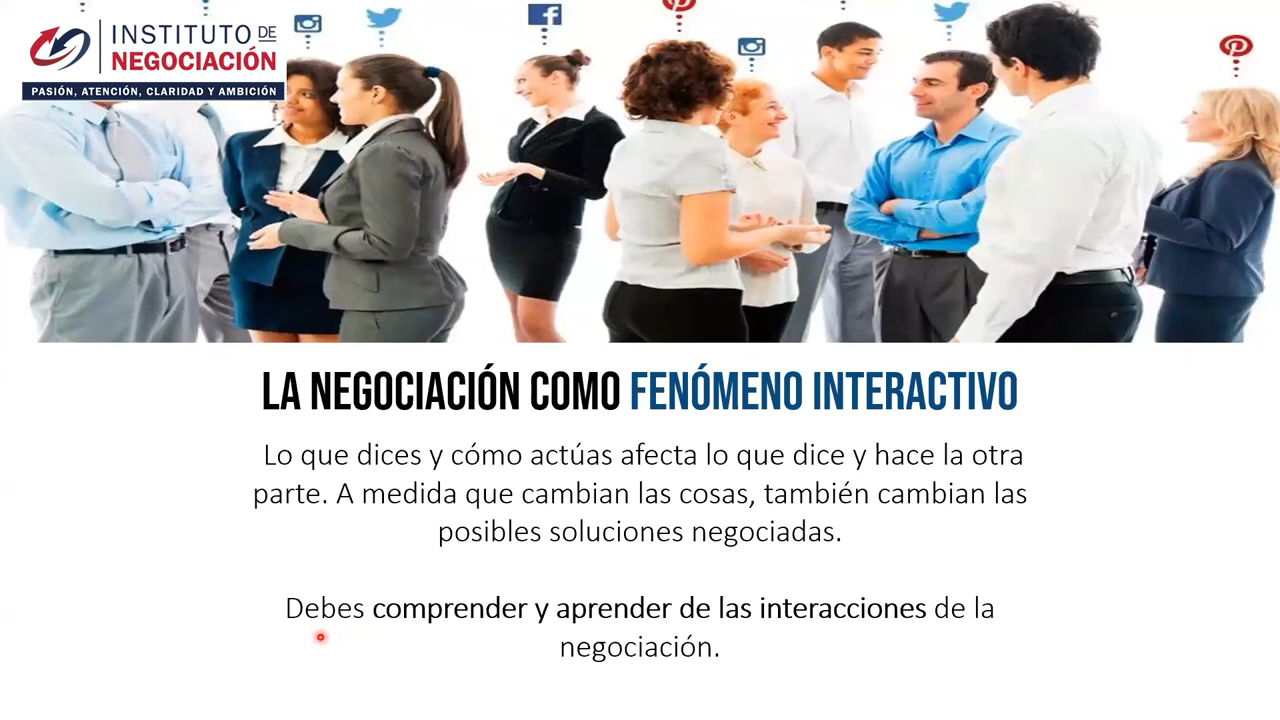 INSTITUTO DE
NEGOCIACIÓN
PASIÓN, ATENCIÓN, CLARIDAD Y AMBICIÓN
LA NEGOCIACIÓN COMO FENÓMENO INTERACTIVO
Lo que dices y cómo actúas afecta lo que dice y hace la otra
parte. A medida que cambian las cosas, también cambian las
posibles soluciones negociadas.
Debes comprender y aprender de las interacciones de la
negociación.